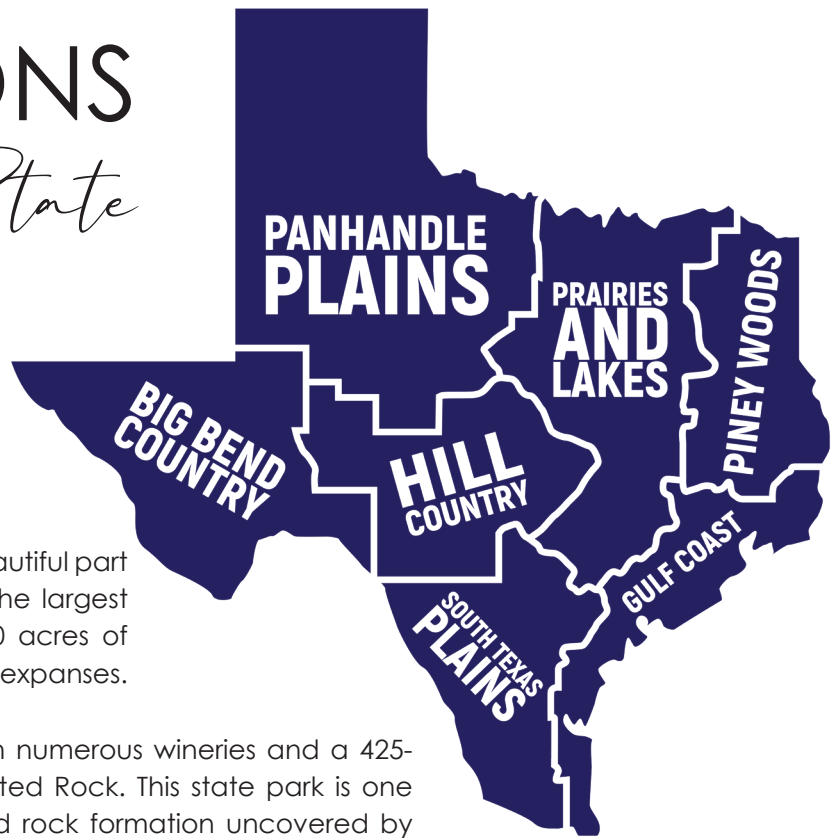 ONS
State
PANHANDLE
PLAINS
PRAIRIES
AND
LAKES
PINEY WOODS
BIG BEND
COUNTRY
HILL
COUNTRY
GULF COAST
SOUTH TEXAS
PLAINS
autiful part
he largest
0 acres of
expanses.
n numerous wineries and a 425-
ted Rock. This state park is one
d rock formation uncovered by